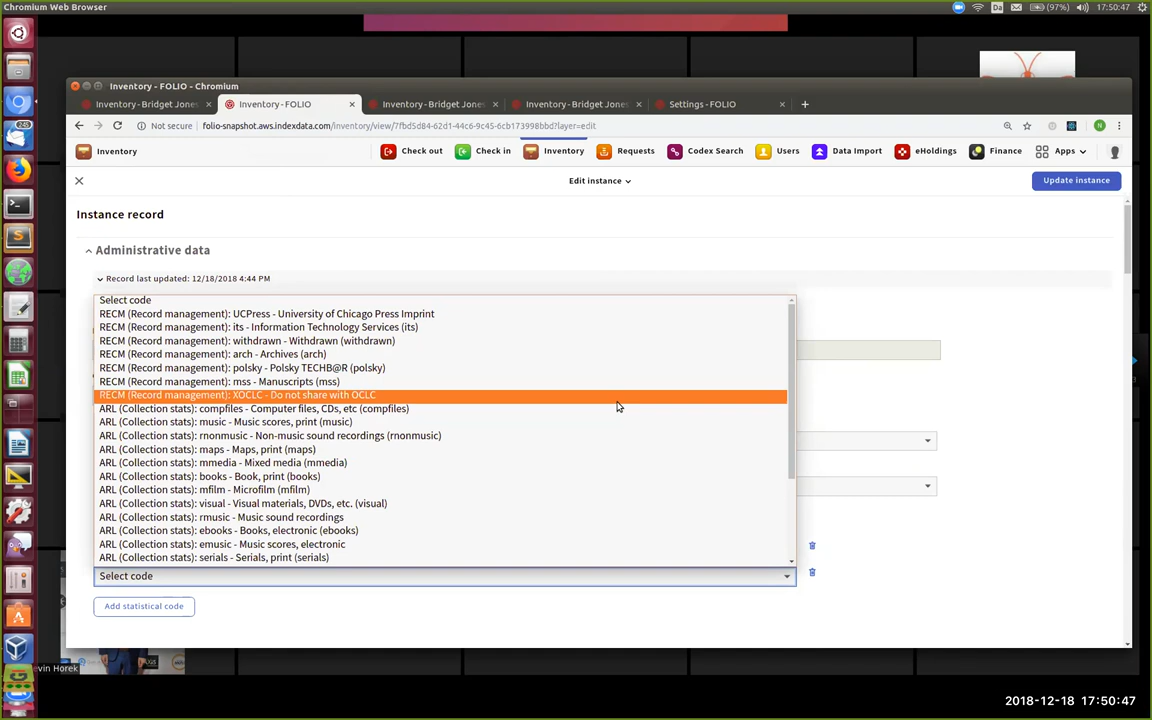 Chromium Web Browser
Da
(97%)
17:50:47
Inventory - FOLIO - Chromium
Inventory - Bridget Jones
Inventory - FOLIO
Inventory - Bridget Jones
Inventory - Bridget Jones
Settings - FOLIO
Not secure
folio-snapshot.aws.indexdata.com/inventory/view/7fbd5d84-62d1-44c6-9c45-6cb173998bbd?layer=edit
N
Inventory
Check out
Check in
Inventory
Requests
Codex Search
Users
Data Import
eHoldings
Finance
Apps
Edit instance
Update instance
Instance record
Administrative data
Record last updated: 12/18/2018 4:44 PM
Select code
RECM (Record management): UCPress - University of Chicago Press Imprint
RECM (Record management): its - Information Technology Services (its)
RECM (Record management): withdrawn - Withdrawn (withdrawn)
RECM (Record management): arch - Archives (arch)
RECM (Record management): polsky - Polsky TECHB@R (polsky)
RECM (Record management): mss - Manuscripts (mss)
RECM (Record management): XOCLC - Do not share with OCLC
ARL (Collection stats): compfiles - Computer files, CDs, etc (compfiles)
ARL (Collection stats): music - Music scores, print (music)
ARL (Collection stats): rnonmusic - Non-music sound recordings (rnonmusic)
ARL (Collection stats): maps - Maps, print (maps)
ARL (Collection stats): mmedia - Mixed media (mmedia)
ARL (Collection stats): books - Book, print (books)
ARL (Collection stats): mfilm - Microfilm (mfilm)
ARL (Collection stats): visual - Visual materials, DVDs, etc. (visual)
ARL (Collection stats): rmusic - Music sound recordings
ARL (Collection stats): ebooks - Books, electronic (ebooks)
ARL (Collection stats): emusic - Music scores, electronic
ARL (Collection stats): serials - Serials, print (serials)
Select code
Add statistical code
evin Horek
2018-12-18 17:50:47